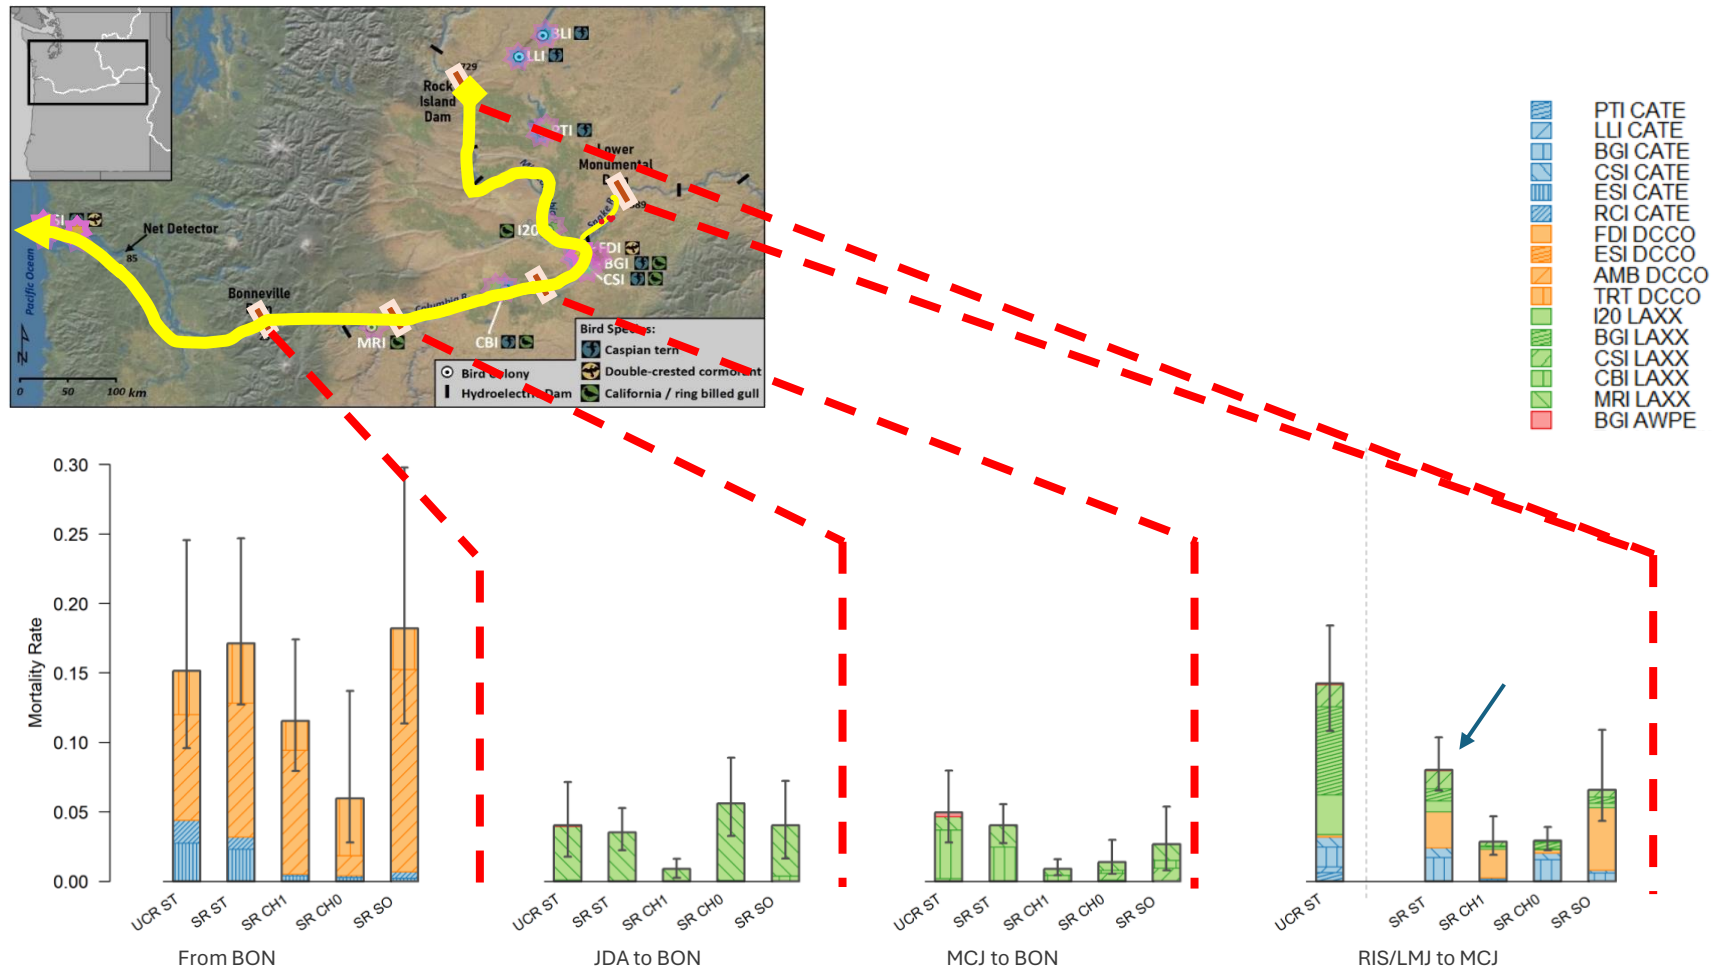 BLI
LLI
729
Rock
Island
Dam
PTI
Lower
Monumental
589
Snake R
SI
Net Detector
85
I20
FDI
BGI
CSI
Pacific Ocean
Bonneville
Columbia R
MRI
CBI
N
0 50 100 km
Bird Species:
Caspian tern
Double-crested cormorant
California / ring billed gull
Bird Colony
Hydroelectric Dam
PTI CATE
LLI CATE
BGI CATE
CSI CATE
ESI CATE
RCI CATE
FDI DCCO
ESI DCCO
AMB DCCO
TRT DCCO
I20 LAXX
BGI LAXX
CSI LAXX
CBI LAXX
MRI LAXX
BGI AWPE
Mortality Rate
0.30
0.25
0.20
0.15
0.10
0.05
0.00
UCR ST SR ST SR CH1 SR CH0 SR SO
UCR ST SR ST SR CH1 SR CH0 SR SO
UCR ST SR ST SR CH1 SR CH0 SR SO
UCR ST SR ST SR CH1 SR CH0 SR SO
From BON
JDA to BON
MCJ to BON
RIS/LMJ to MCJ